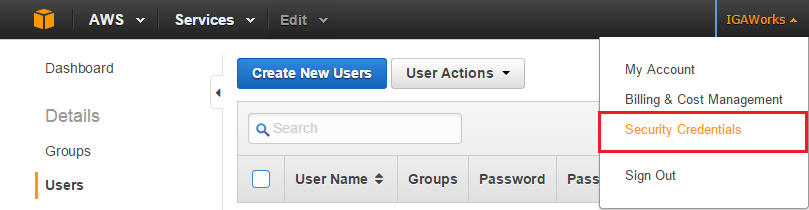 AWS Services Edit IGAWorks
Dashboard
Details
Groups
Users
Create New Users User Actions
Search
User Name Groups Password Pass
My Account
Billing & Cost Management
Security Credentials
Sign Out